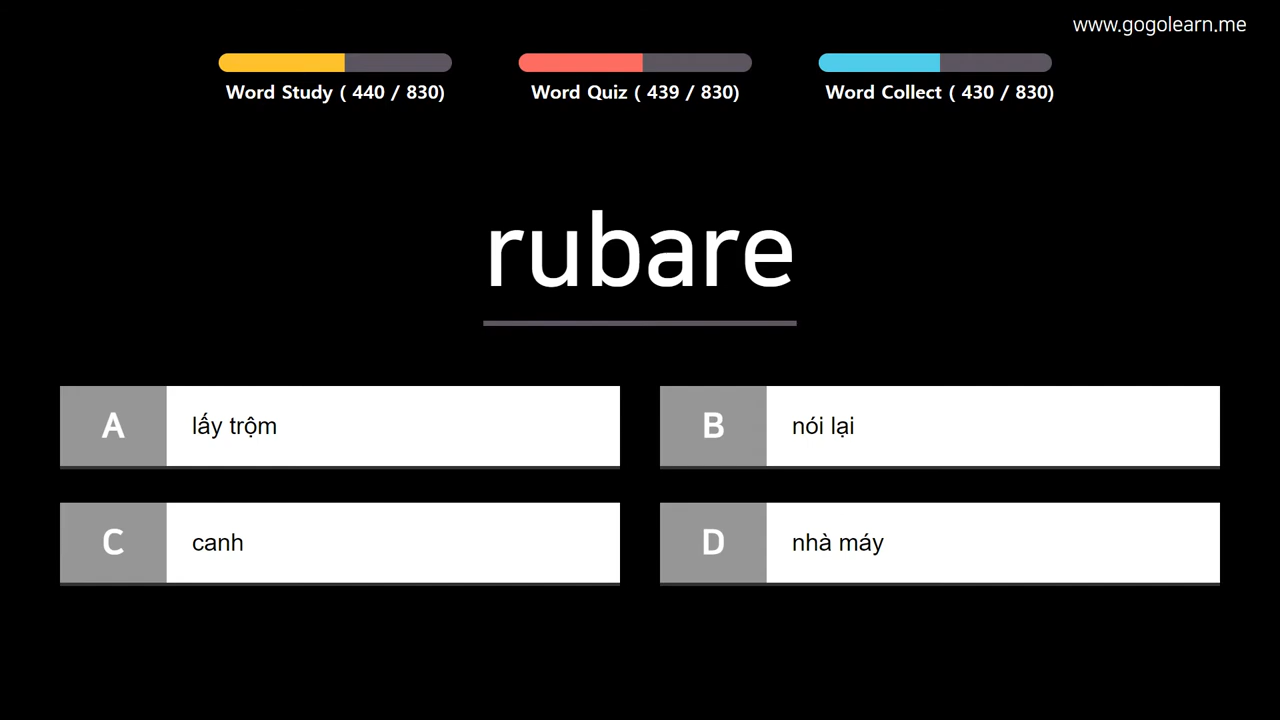 www.gogolearn.me
Word Study ( 440 / 830)
Word Quiz ( 439 / 830)
Word Collect ( 430 / 830)
rubare
A lấy trộm
B nói lại
C canh
D nhà máy